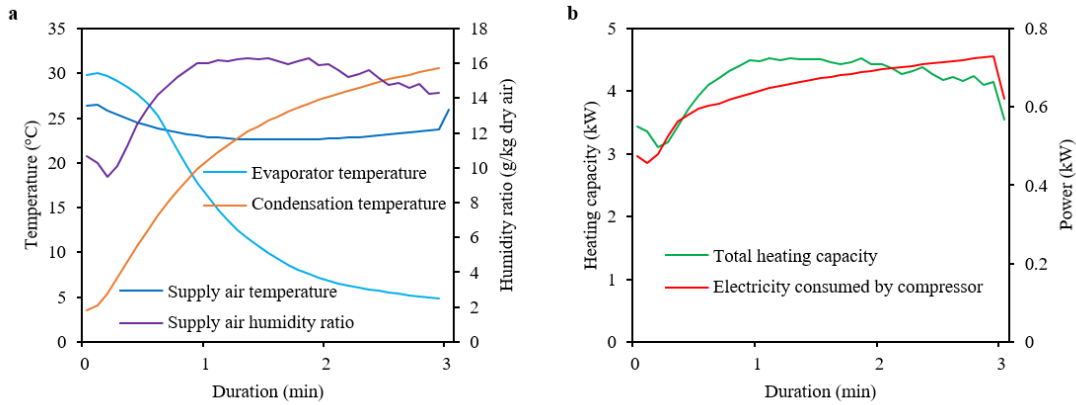 a
35
30
25
20
15
10
5
0
Temperature (°C)
18
16
14
12
10
8
6
4
2
0
Humidity ratio (g/kg dry air)
Evaporator temperature
Condensation temperature
Supply air temperature
Supply air humidity ratio
0 1 2 3
Duration (min)
b
5
4
3
2
1
0
Heating capacity (kW)
0.8
0.6
0.4
0.2
0
Power (kW)
Total heating capacity
Electricity consumed by compressor
0 1 2 3
Duration (min)